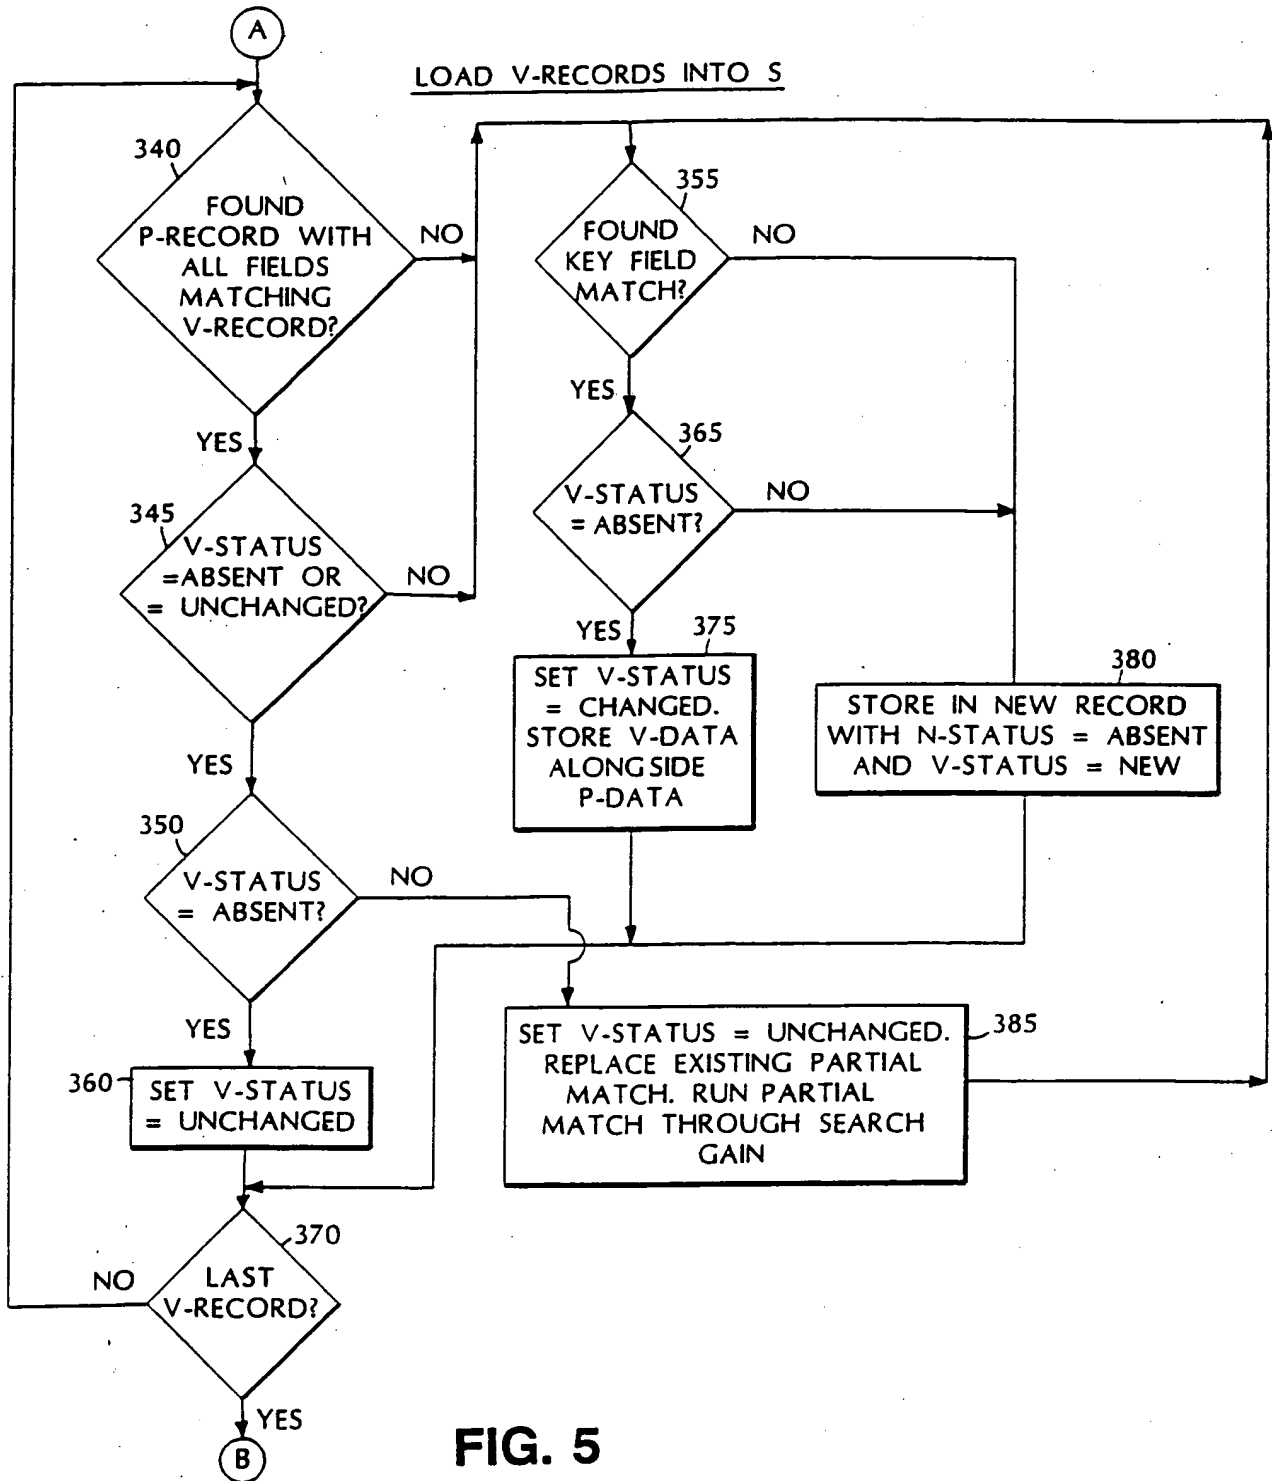 A
LOAD V-RECORDS INTO S
340
FOUND
P-RECORD WITH
ALL FIELDS
MATCHING
V-RECORD?
NO
YES
345
V-STATUS
=ABSENT OR
= UNCHANGED?
NO
YES
350
V-STATUS
= ABSENT?
NO
YES
360
SET V-STATUS
= UNCHANGED
370
LAST
V-RECORD?
NO
YES
B
355
FOUND
KEY FIELD
MATCH?
NO
YES
365
V-STATUS
= ABSENT?
NO
YES
375
SET V-STATUS
= CHANGED.
STORE V-DATA
ALONGSIDE
P-DATA
380
STORE IN NEW RECORD
WITH N-STATUS = ABSENT
AND V-STATUS = NEW
385
SET V-STATUS = UNCHANGED.
REPLACE EXISTING PARTIAL
MATCH. RUN PARTIAL
MATCH THROUGH SEARCH
GAIN
FIG. 5